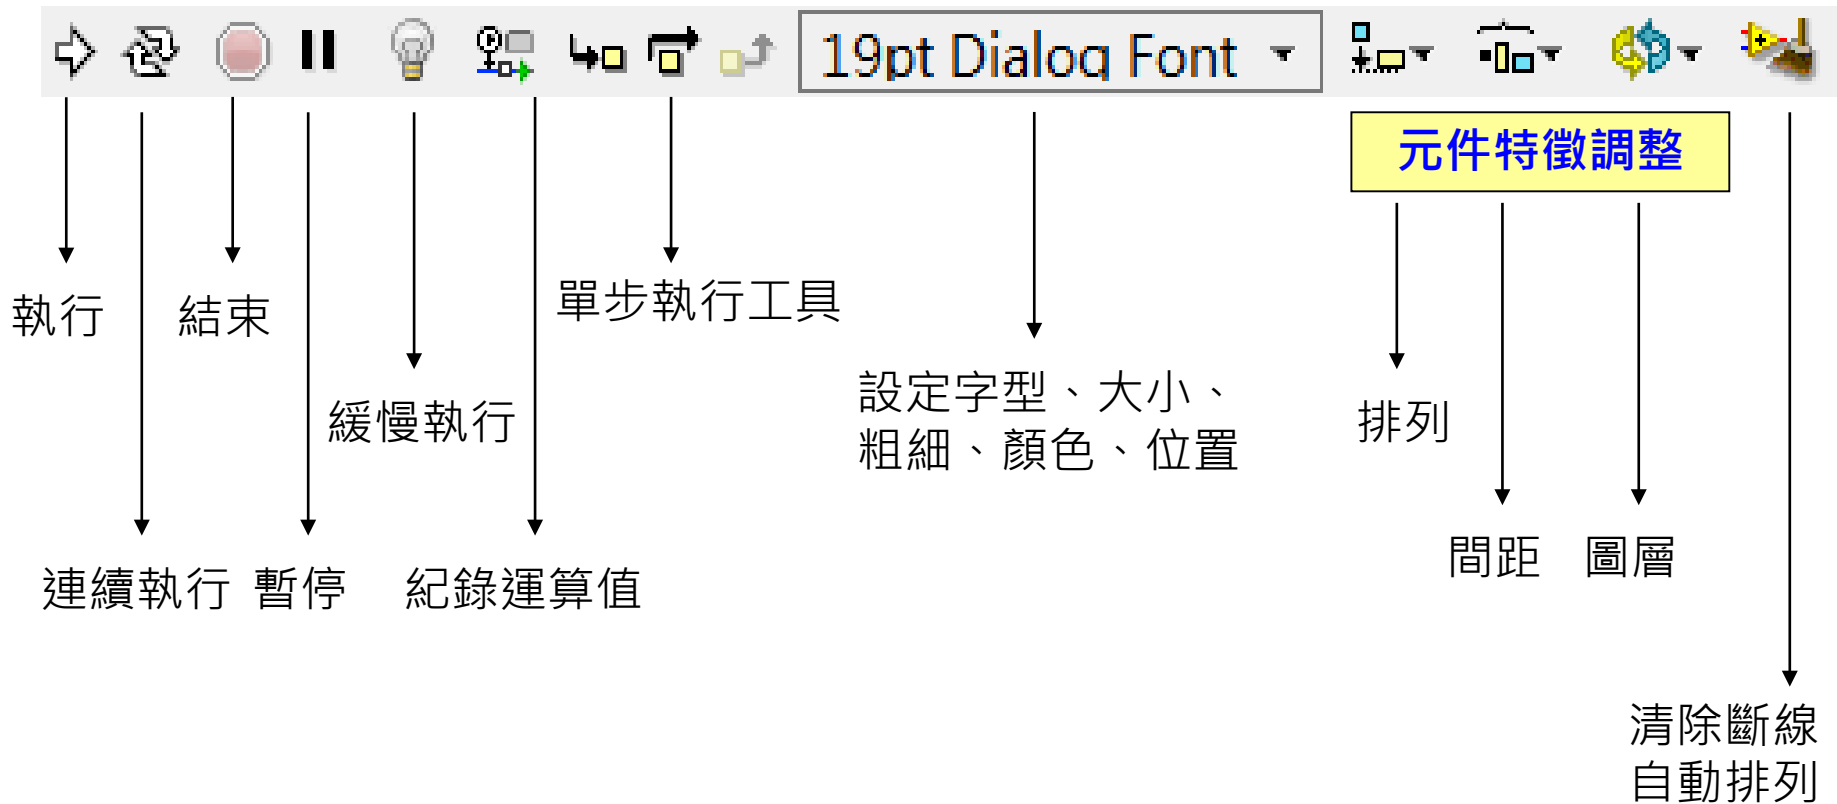 19pt Dialog Font
元件特徵調整
執行
結束
單步執行工具
設定字型、大小、
粗細、顏色、位置
緩慢執行
排列
間距
圖層
連續執行
暫停
紀錄運算值
清除斷線
自動排列